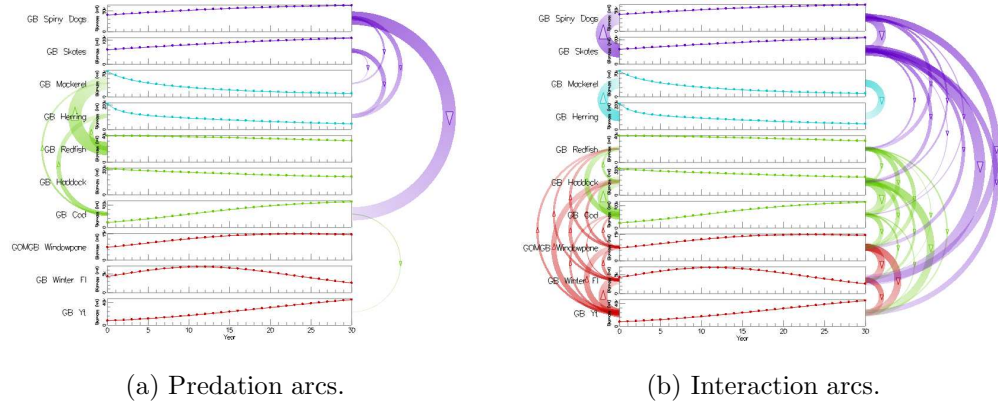 GB Spiny Dogs
GB Skates
GB Mackerel
GB Herring
GB Redfish
GB Haddock
GB Cod
GOMGB Windowpane
GB Winter Fl
GB Yt
0 5 10 15 20 25 30
Year
(a) Predation arcs.
GB Spiny Dogs
GB Skates
GB Mackerel
GB Herring
GB Redfish
GB Haddock
GB Cod
GOMGB Windowpane
GB Winter Fl
GB Yt
0 5 10 15 20 25 30
Year
(b) Interaction arcs.